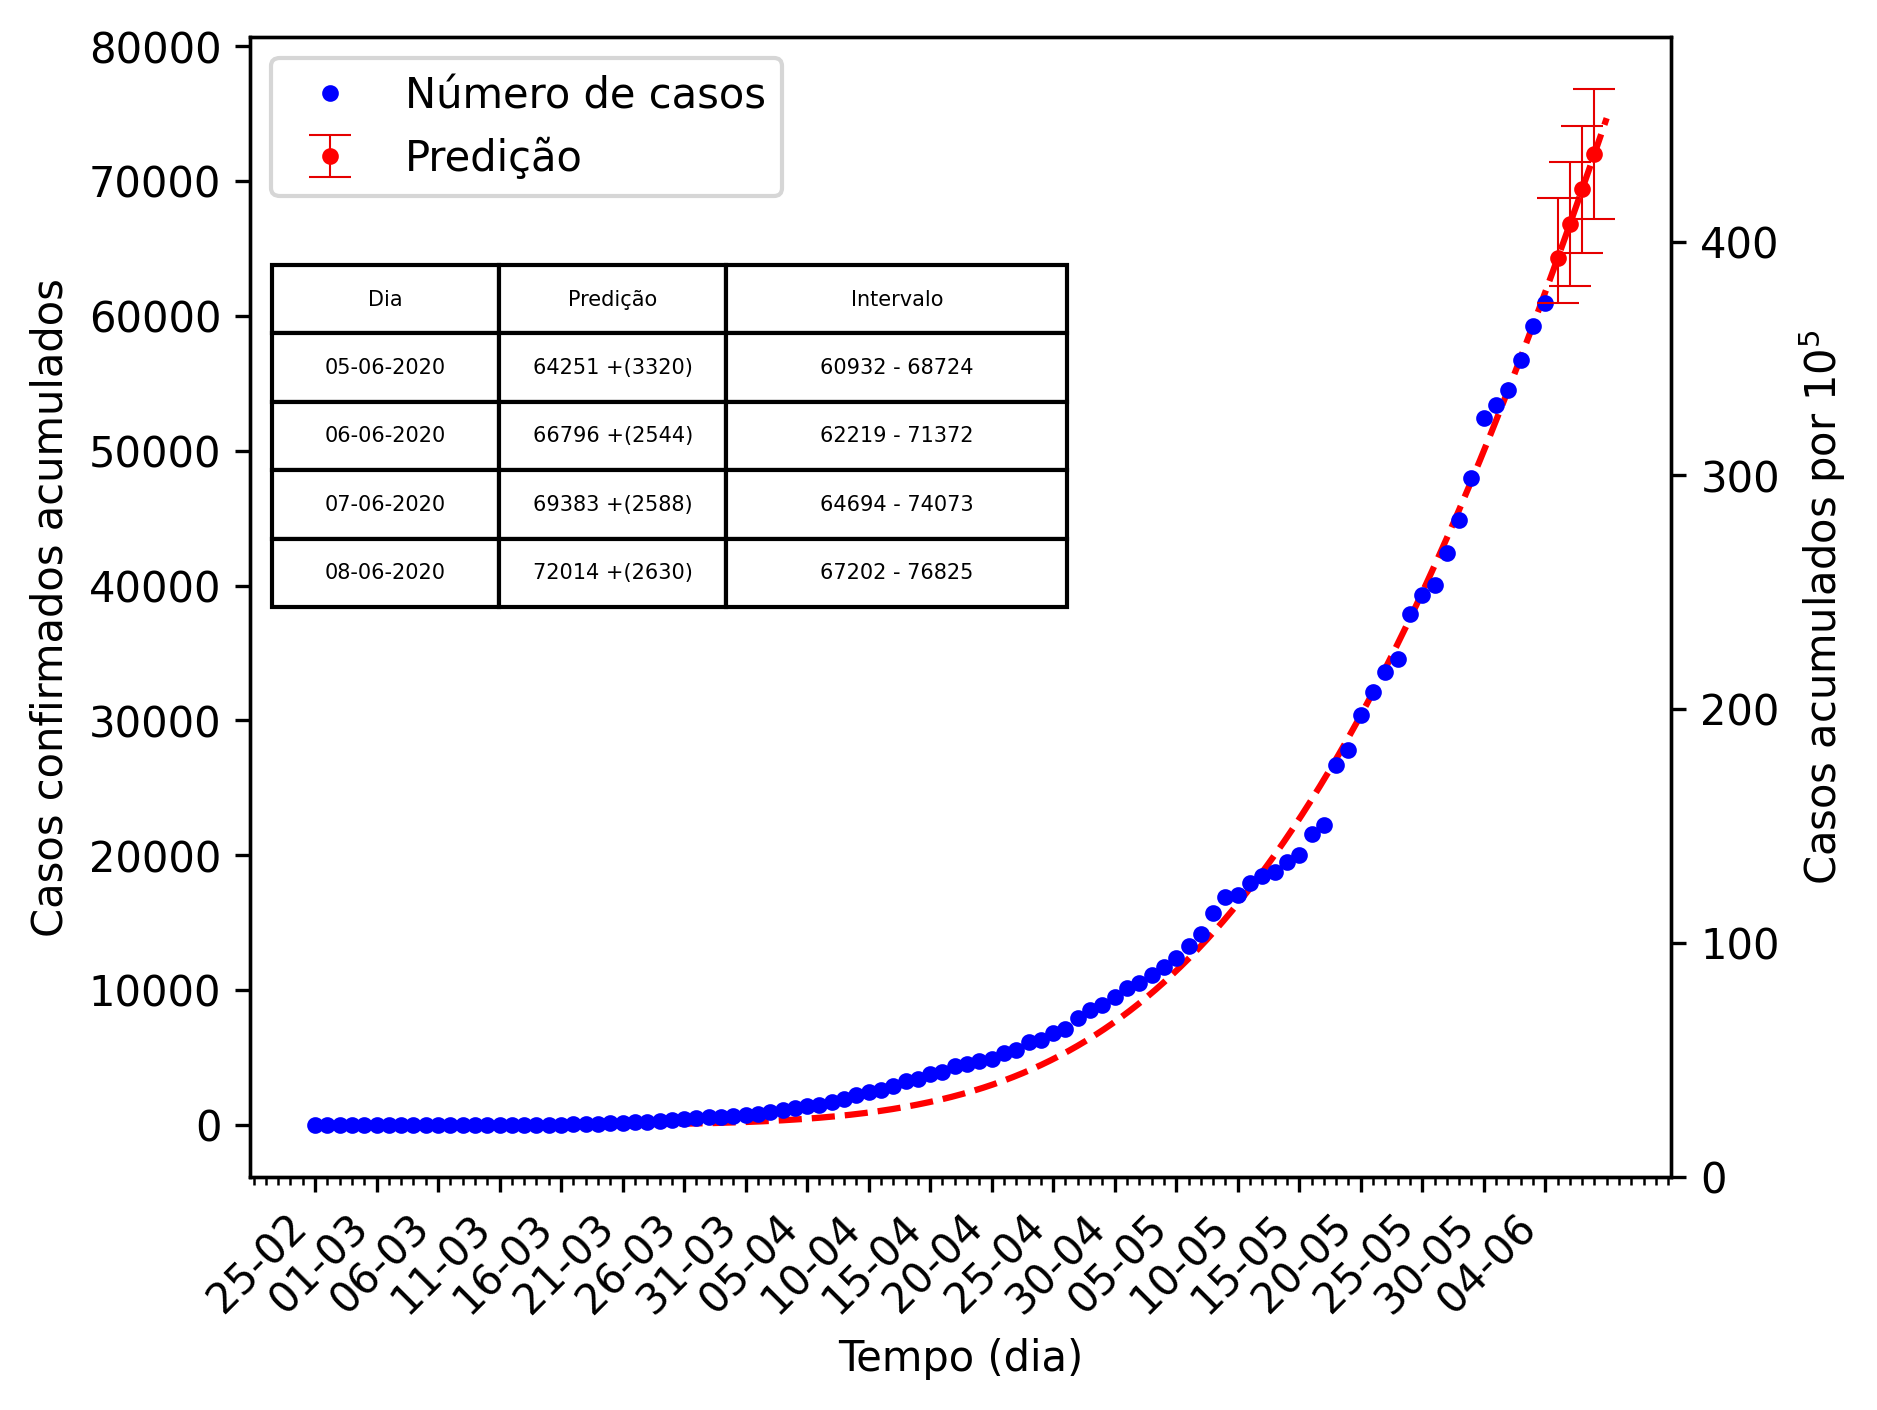 Número de casos
Predição
Dia Predição Intervalo
05-06-2020 64251 +(3320) 60932 - 68724
06-06-2020 66796 +(2544) 62219 - 71372
07-06-2020 69383 +(2588) 64694 - 74073
08-06-2020 72014 +(2630) 67202 - 76825
Casos confirmados acumulados
80000
70000
60000
50000
40000
30000
20000
10000
0
Casos acumulados por 10⁵
400
300
200
100
0
25-02 01-03 06-03 11-03 16-03 21-03 26-03 31-03 05-04 10-04 15-04 20-04 25-04 30-04 05-05 10-05 15-05 20-05 25-05 30-05 04-06
Tempo (dia)